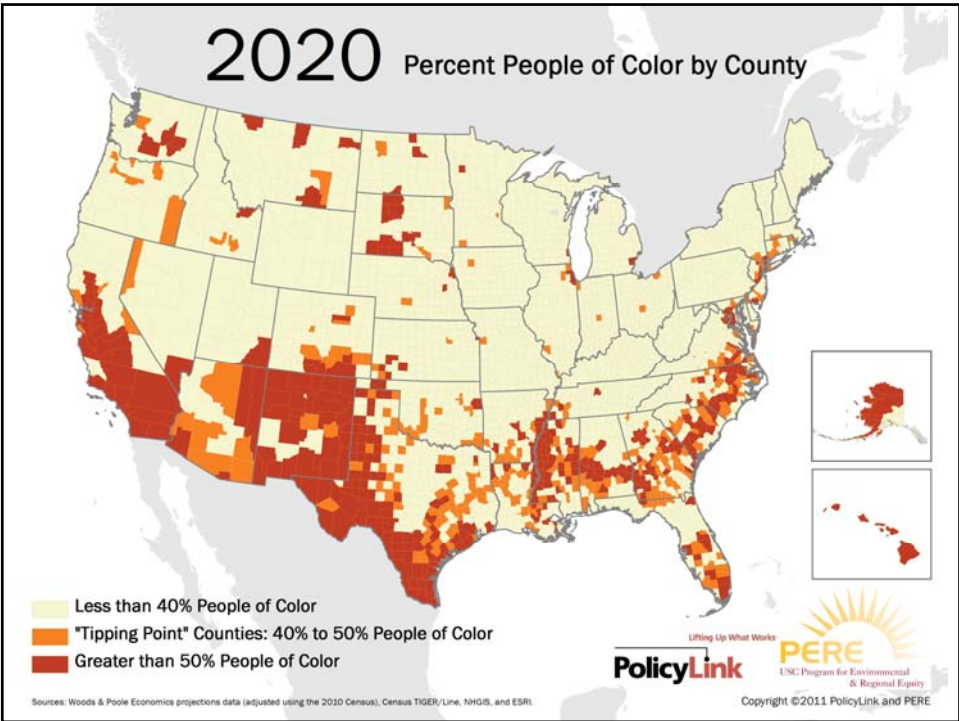 2020 Percent People of Color by County
Less than 40% People of Color
"Tipping Point" Counties: 40% to 50% People of Color
Greater than 50% People of Color
Lifting Up What Works
PolicyLink
PERE
USC Program for Environmental
& Regional Equity
Sources: Woods & Poole Economics projections data (adjusted using the 2010 Census), Census TIGER/Line, NHGIS, and ESRI.
Copyright ©2011 PolicyLink and PERE